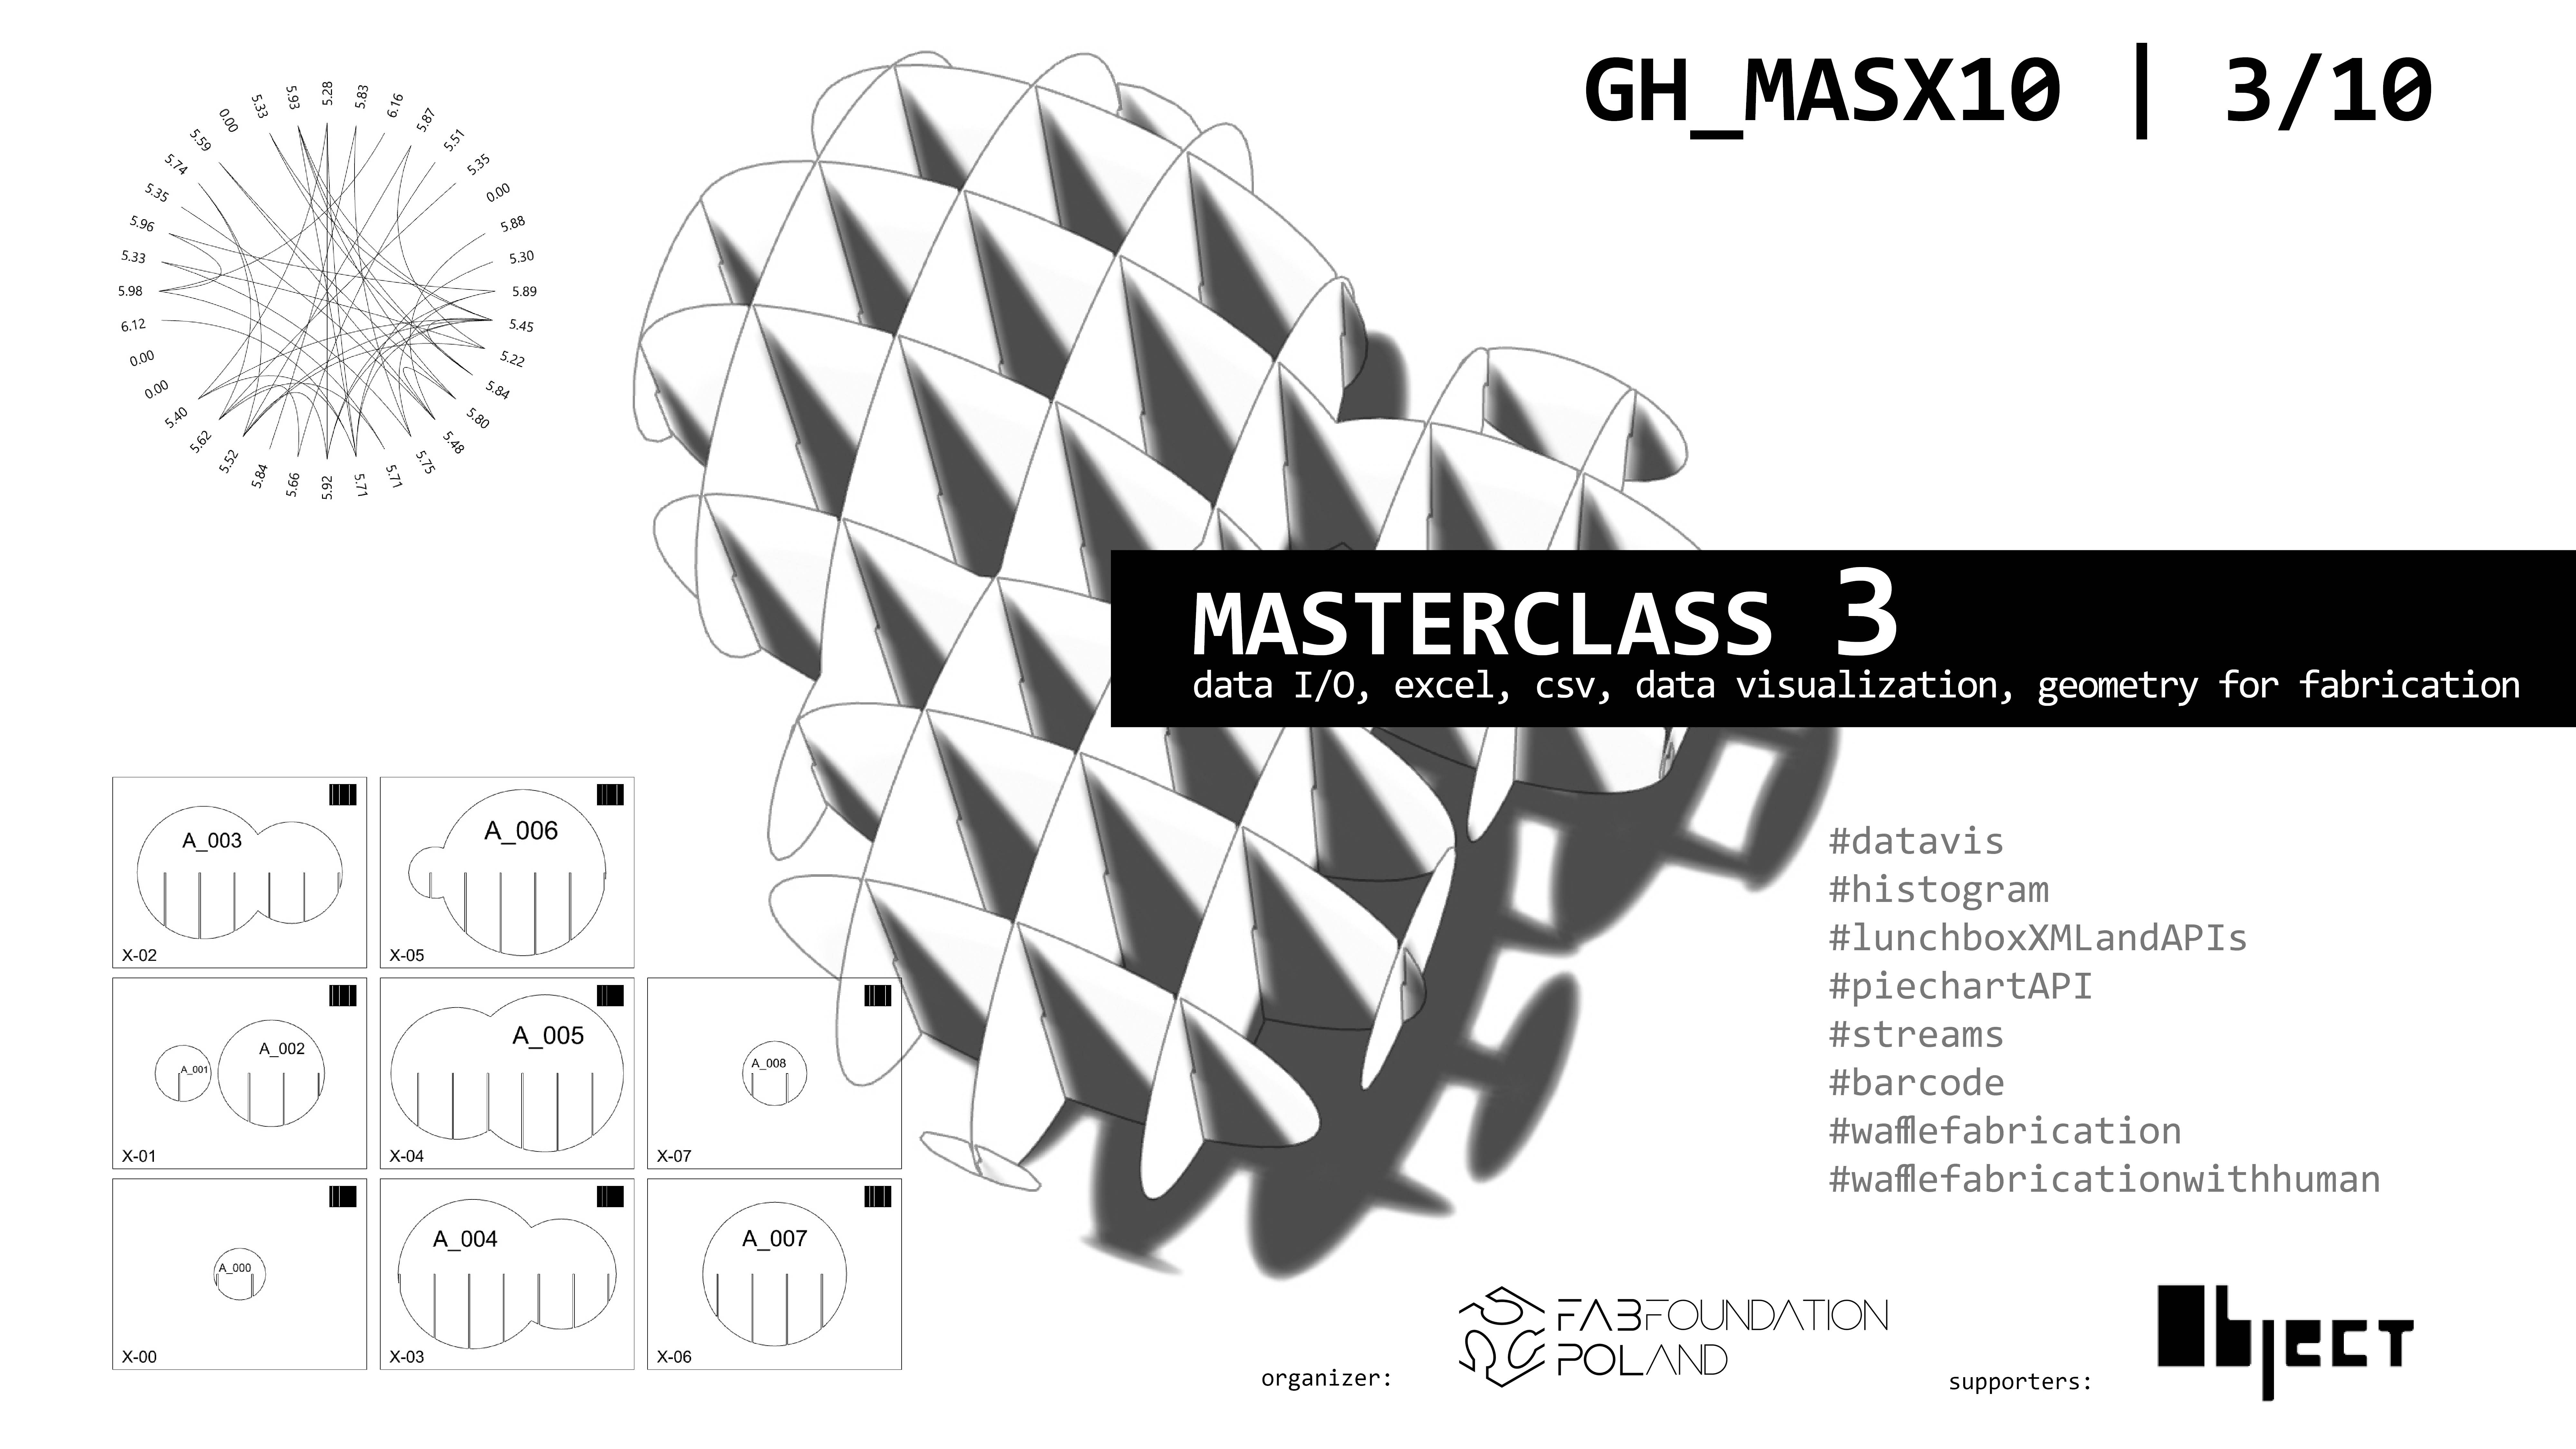 GH_MASX10 | 3/10
5.28
5.83
6.16
5.87
5.51
5.35
0.00
5.88
5.30
5.89
5.45
5.22
5.84
5.80
5.48
5.75
5.71
5.71
5.92
5.66
5.84
5.52
5.62
5.40
0.00
0.00
6.12
5.98
5.33
5.96
5.35
5.74
5.59
0.00
5.33
5.93
MASTERCLASS 3
data I/O, excel, csv, data visualization, geometry for fabrication
A_003
X-02
A_006
X-05
A_001
A_002
X-01
A_005
X-04
A_008
X-07
A_000
X-00
A_004
X-03
A_007
X-06
#datavis
#histogram
#lunchboxXMLandAPIs
#piechartAPI
#streams
#barcode
#wafflefabrication
#wafflefabricationwithhuman
organizer:
FABFOUNDATION
POLAND
supporters:
Object